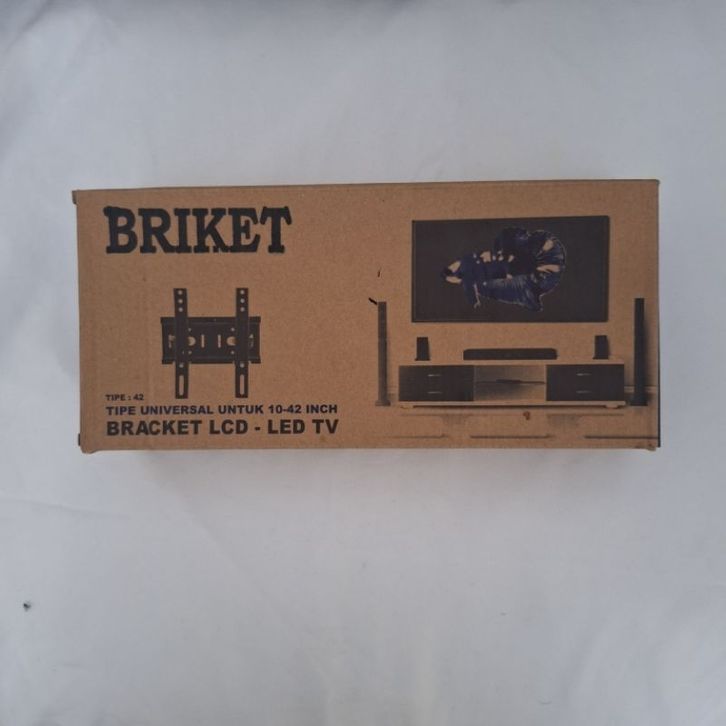 BRIKET
TIPE : 42
TIPE UNIVERSAL UNTUK 10-42 INCH
BRACKET LCD - LED TV